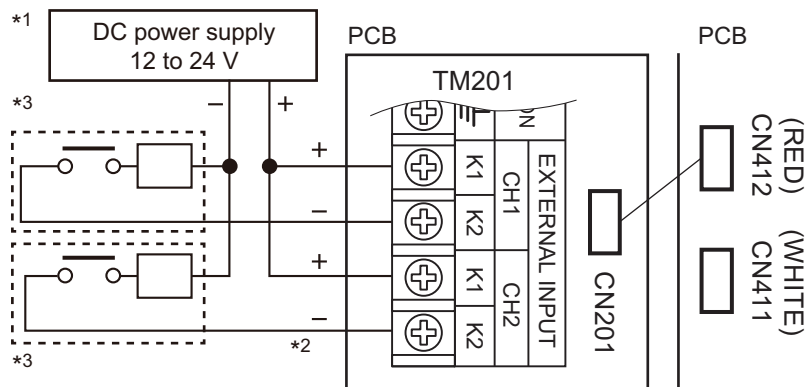 *1
DC power supply
12 to 24 V
PCB
PCB
TM201
*3
–
+
+
K1
CH1
EXTERNAL INPUT
–
K2
+
K1
CH2
–
K2
*2
*3
CN201
(RED)
CN412
(WHITE)
CN411